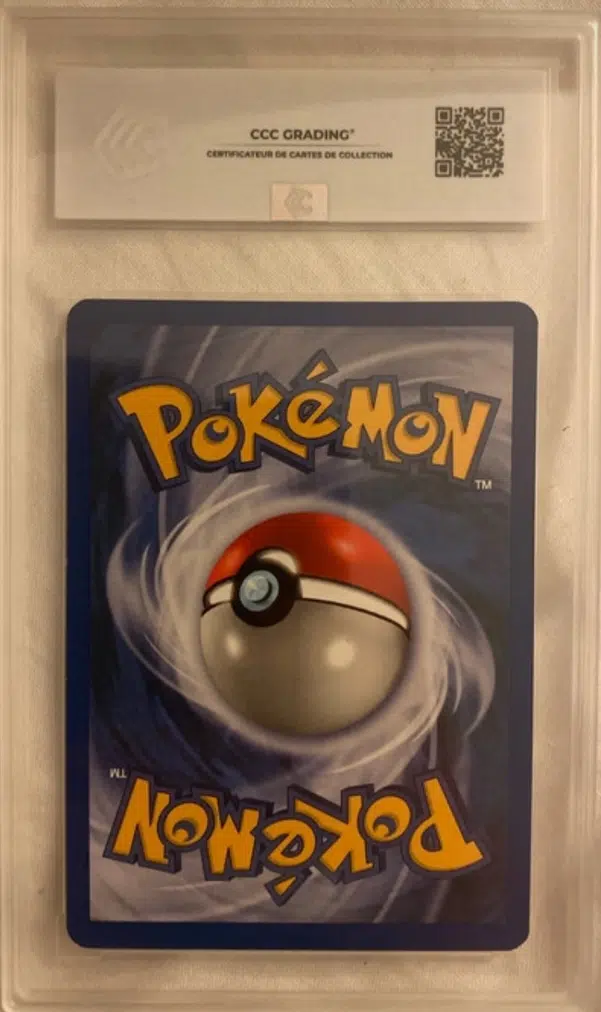 CCC GRADING®
CERTIFICATEUR DE CARTES DE COLLECTION
POKéMON
TM
TM
POKéMON